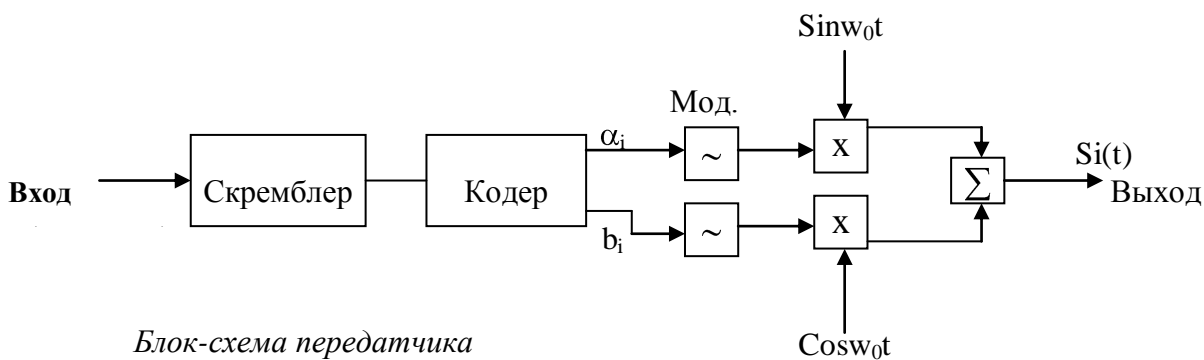 Sinw₀t
Мод.
αᵢ
~
x
Si(t)
Вход
Скремблер
Кодер
Σ
Выход
bᵢ
~
x
Блок-схема передатчика
Cosw₀t